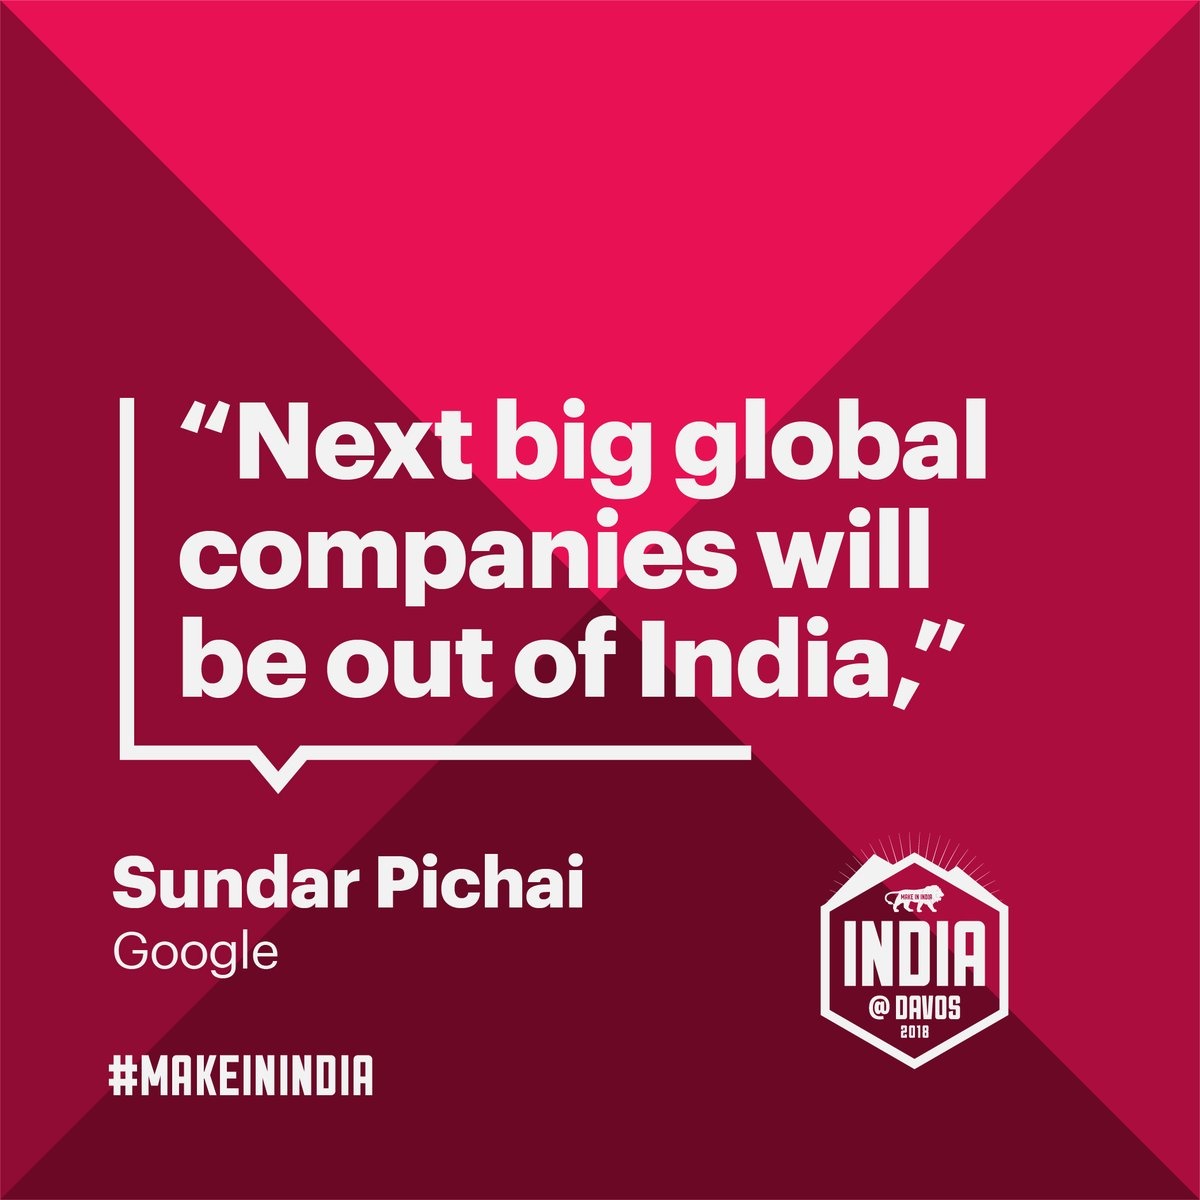 “Next big global
companies will
be out of India,”
Sundar Pichai
Google
MAKE IN INDIA
INDIA
@ DAVOS
2018
#MAKEININDIA